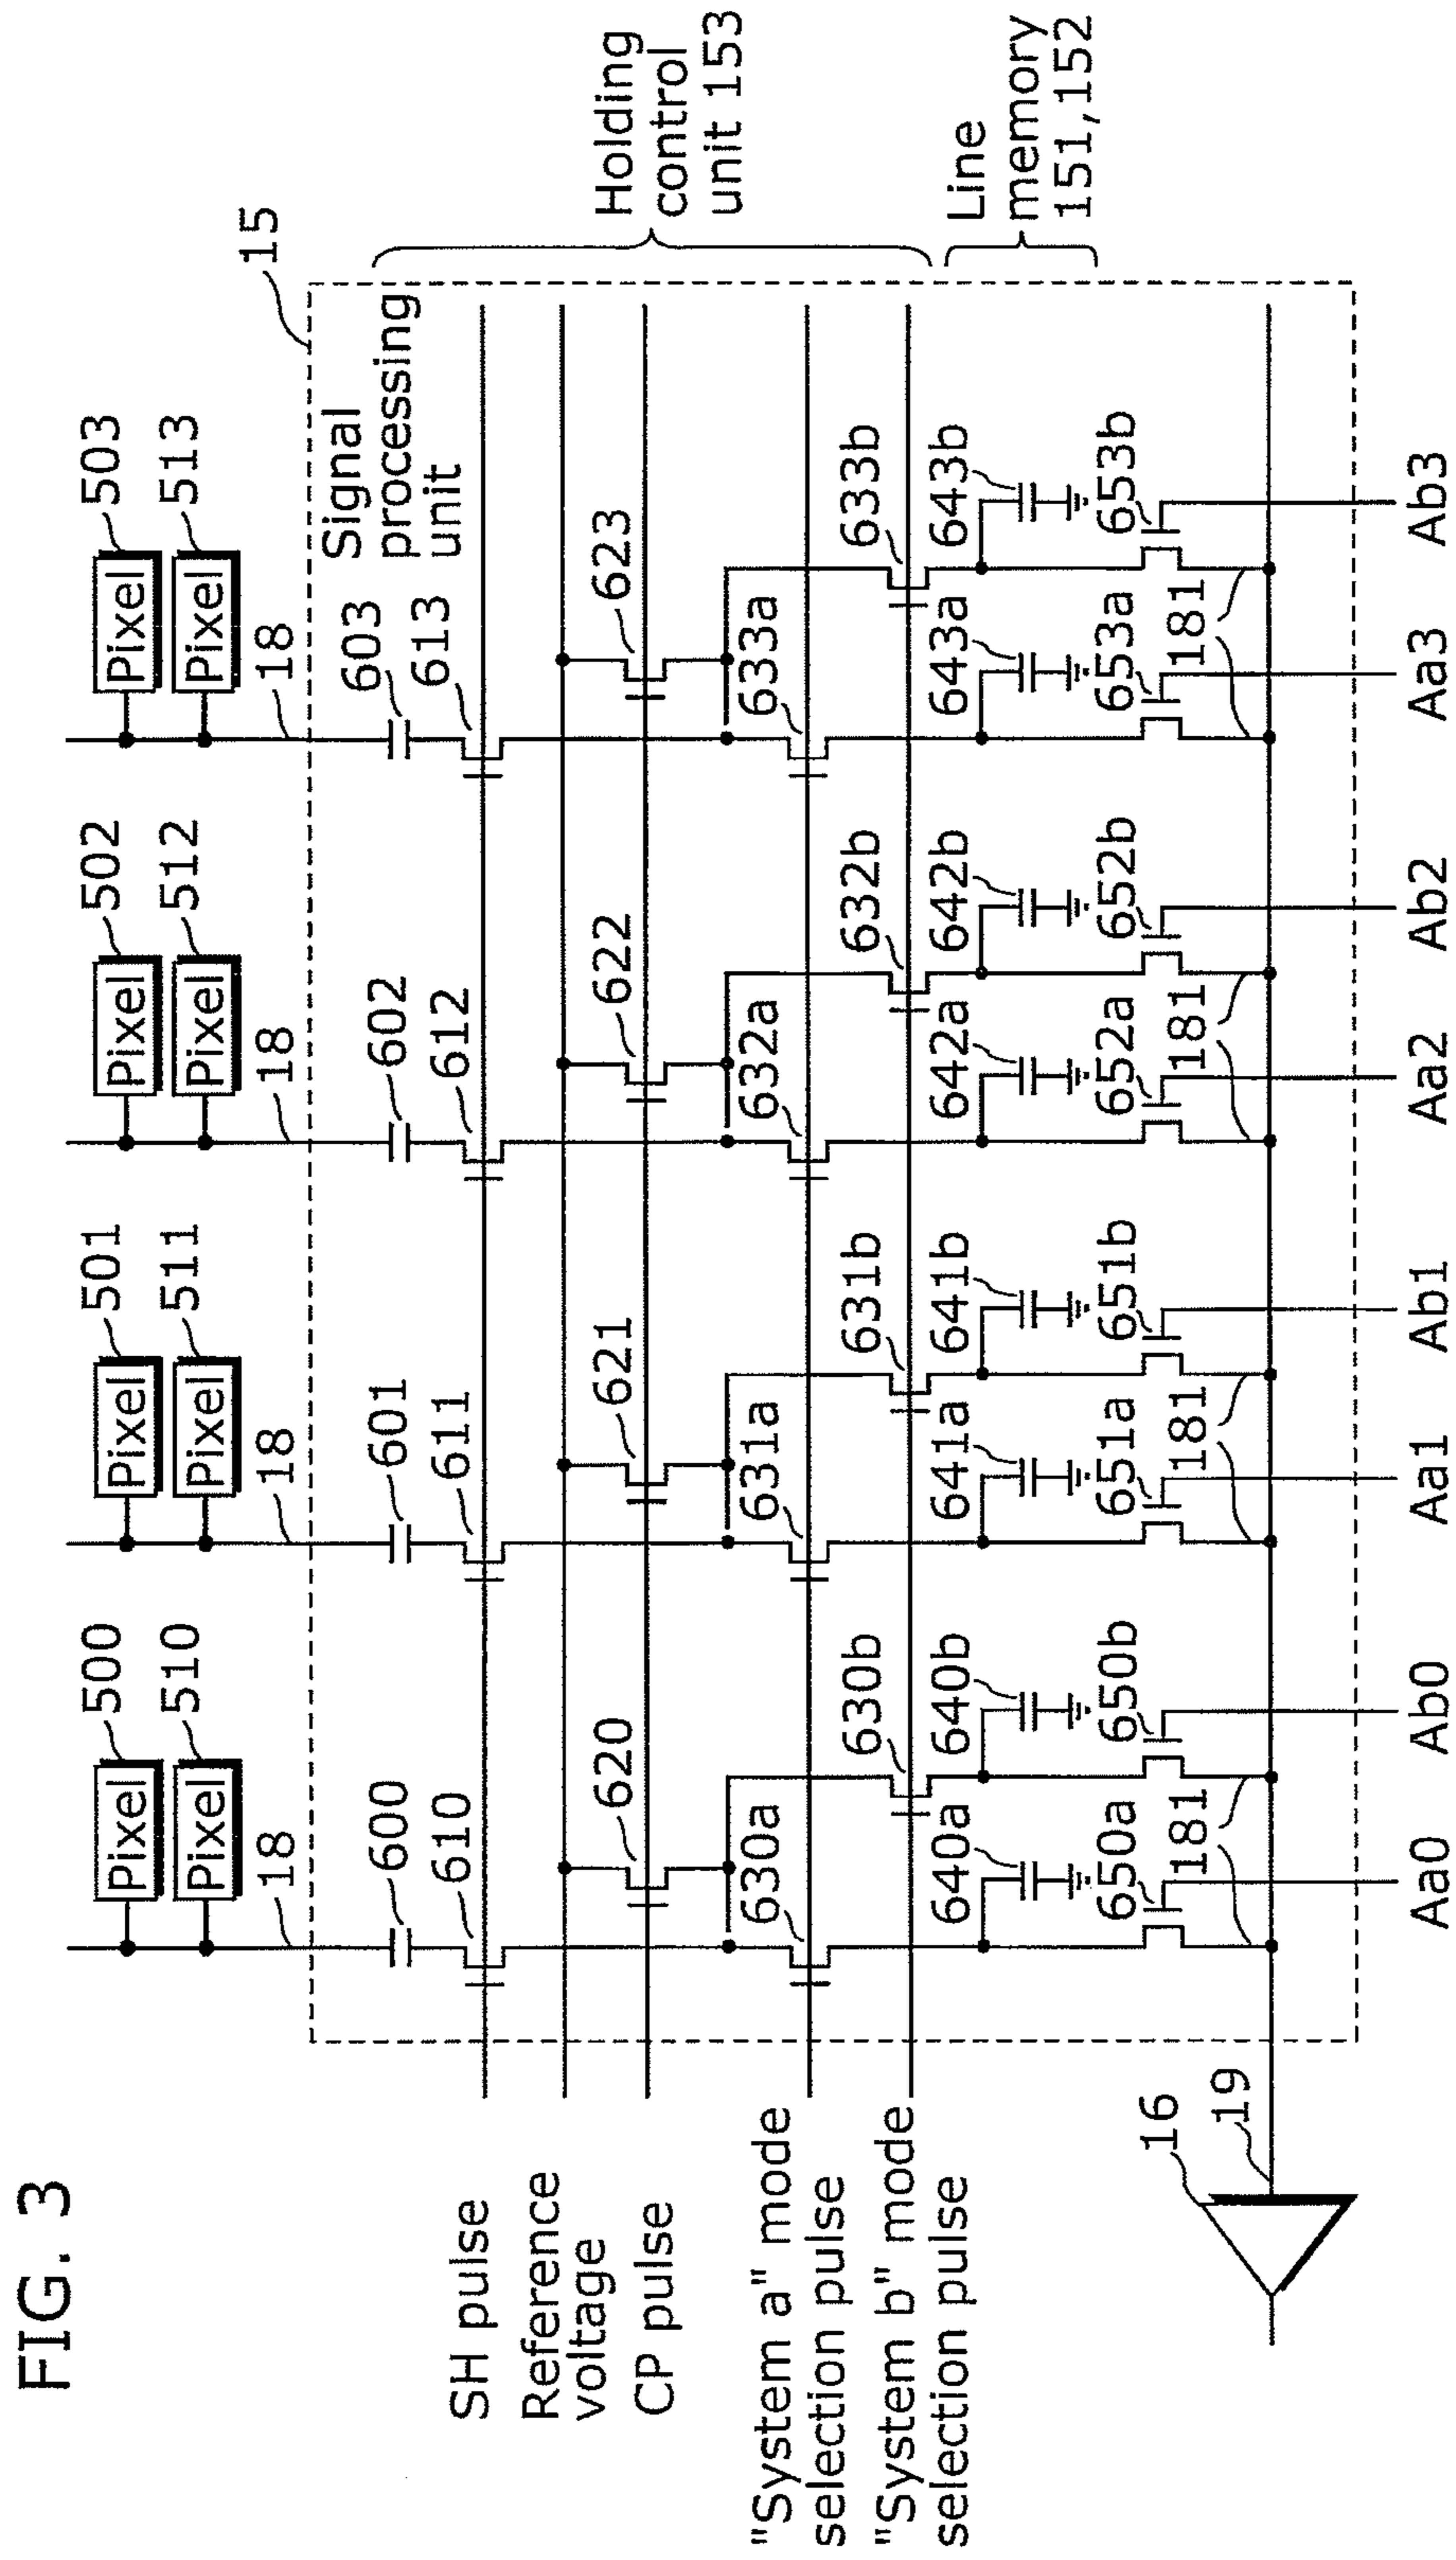 FIG. 3
Pixel
500
Pixel
501
Pixel
502
Pixel
503
Pixel
510
Pixel
511
Pixel
512
Pixel
513
18
18
18
18
15
Signal
processing
unit
600
601
602
603
SH pulse
610
611
612
613
Reference
voltage
CP pulse
620
621
622
623
Holding
control
unit 153
"System a" mode
selection pulse
630a
631a
632a
633a
"System b" mode
selection pulse
630b
631b
632b
633b
640a
640b
641a
641b
642a
642b
643a
643b
Line
memory
151,152
650a
650b
651a
651b
652a
652b
653a
653b
181
181
181
181
16
19
Aa0
Ab0
Aa1
Ab1
Aa2
Ab2
Aa3
Ab3